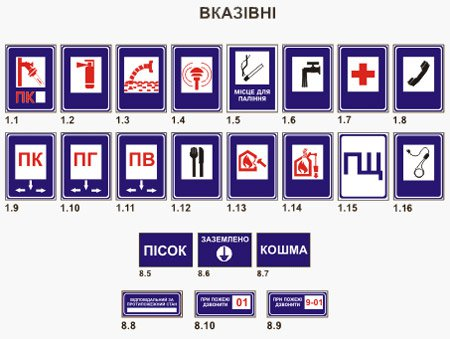 ВКАЗІВНІ
ПК
МІСЦЕ ДЛЯ
ПАЛІННЯ
1.1 1.2 1.3 1.4 1.5 1.6 1.7 1.8
ПК ПГ ПВ ПЩ
1.9 1.10 1.11 1.12 1.13 1.14 1.15 1.16
ПІСОК ЗАЗЕМЛЕНО КОШМА
8.5 8.6 8.7
ВІДПОВІДАЛЬНИЙ ЗА
ПРОТИПОЖЕЖНИЙ СТАН
ПРИ ПОЖЕЖІ
ДЗВОНИТИ 01
ПРИ ПОЖЕЖІ
ДЗВОНИТИ 9-01
8.8 8.10 8.9